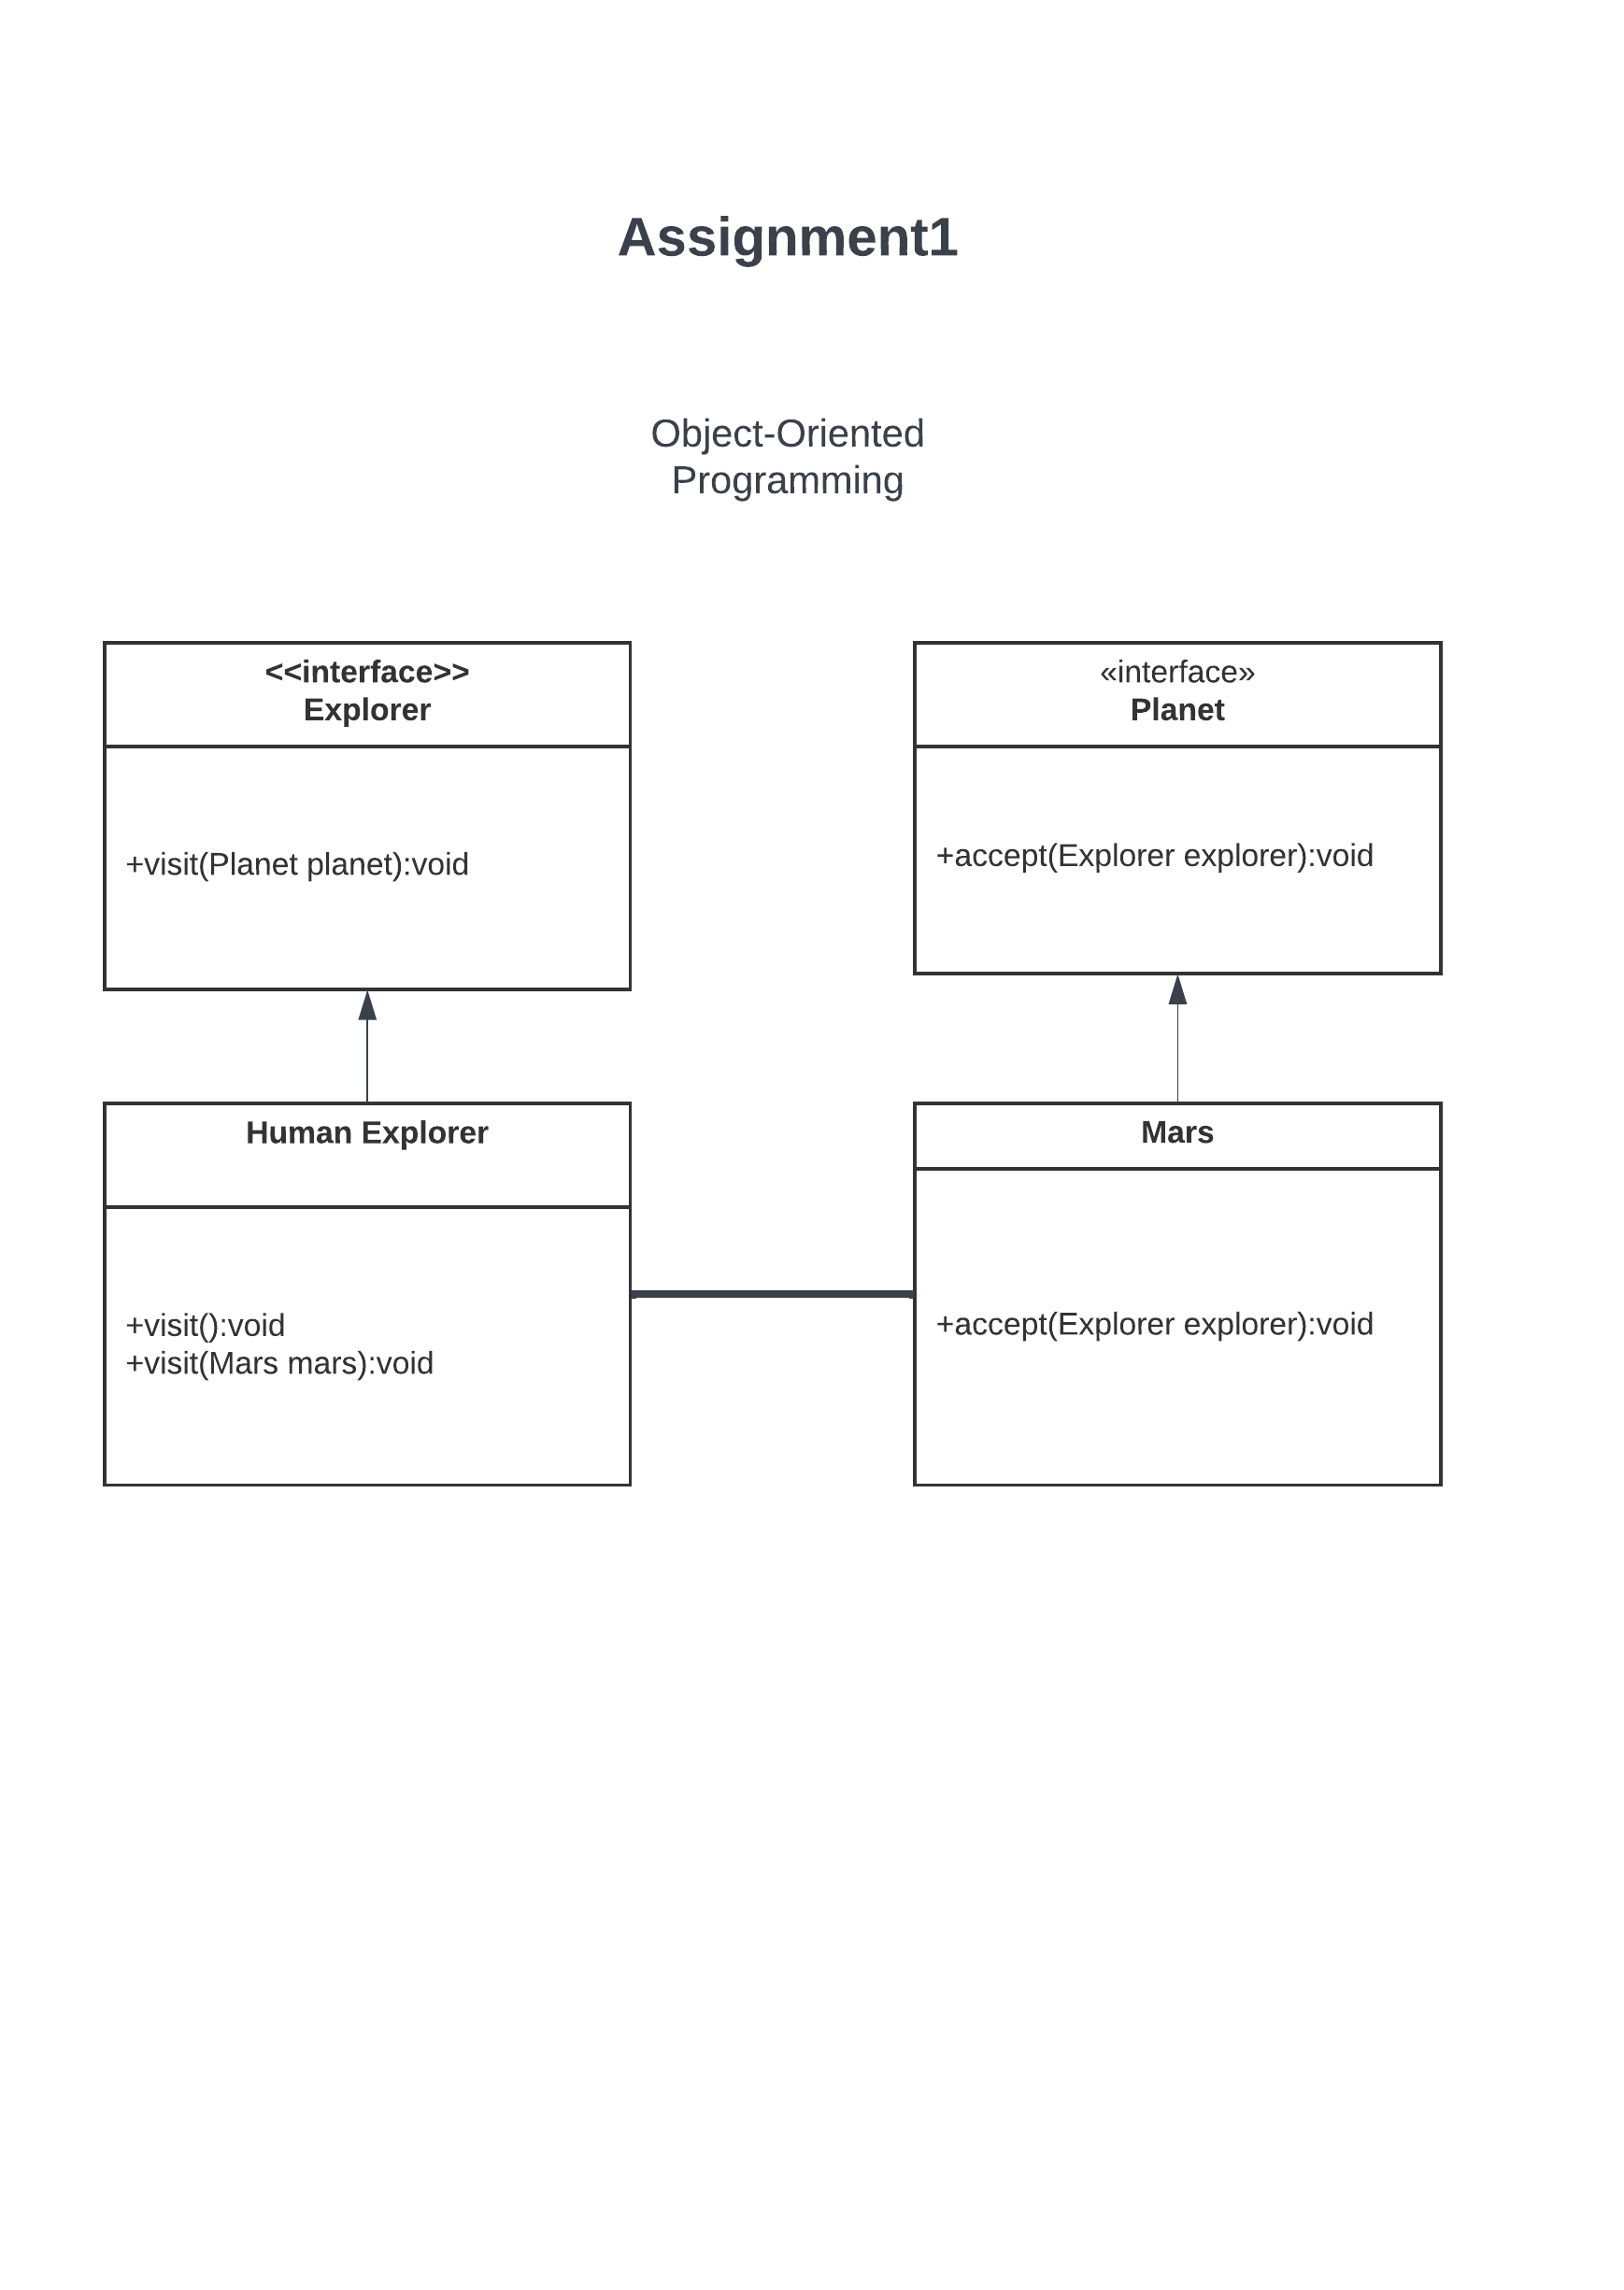 Assignment1
Object-Oriented
Programming
<<interface>>
Explorer
+visit(Planet planet):void
«interface»
Planet
+accept(Explorer explorer):void
Human Explorer
+visit():void
+visit(Mars mars):void
Mars
+accept(Explorer explorer):void